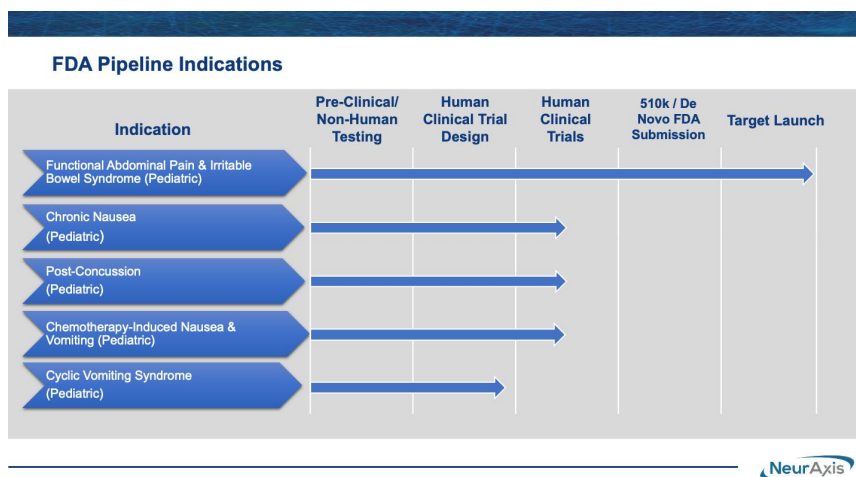 FDA Pipeline Indications
Indication
Pre-Clinical/
Non-Human
Testing
Human
Clinical Trial
Design
Human
Clinical
Trials
510k / De
Novo FDA
Submission
Target Launch
Functional Abdominal Pain & Irritable
Bowel Syndrome (Pediatric)
Chronic Nausea
(Pediatric)
Post-Concussion
(Pediatric)
Chemotherapy-Induced Nausea &
Vomiting (Pediatric)
Cyclic Vomiting Syndrome
(Pediatric)
NeurAxis